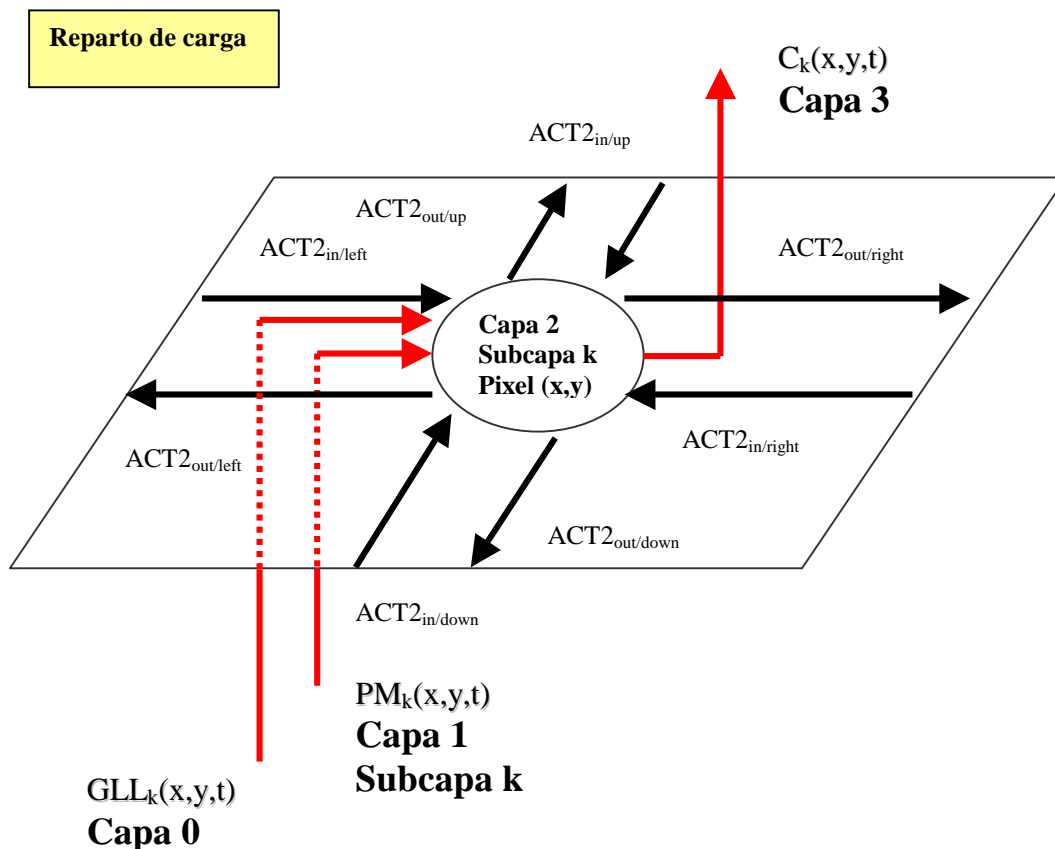 Reparto de carga
Cₖ(x,y,t)
Capa 3
ACT2in/up
ACT2out/up
ACT2in/left
ACT2out/right
Capa 2
Subcapa k
Pixel (x,y)
ACT2out/left
ACT2in/right
ACT2out/down
ACT2in/down
PMₖ(x,y,t)
Capa 1
Subcapa k
GLLₖ(x,y,t)
Capa 0